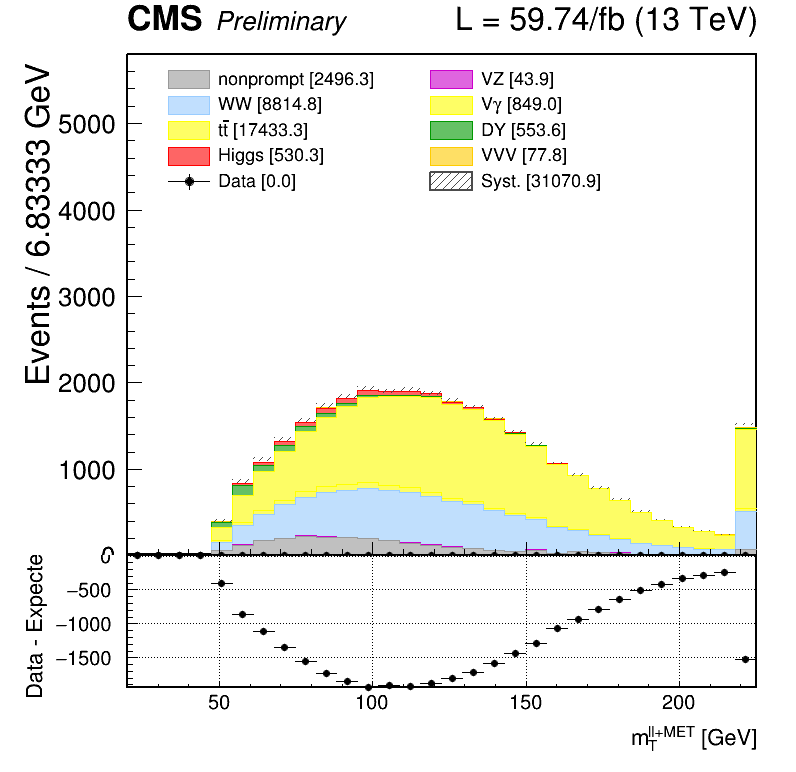 CMS Preliminary L = 59.74/fb (13 TeV)
Events / 6.83333 GeV
nonprompt [2496.3]
WW [8814.8]
tt̄ [17433.3]
Higgs [530.3]
Data [0.0]
VZ [43.9]
Vγ [849.0]
DY [553.6]
VVV [77.8]
Syst. [31070.9]
5000
4000
3000
2000
1000
0
Data - Expecte
−500
−1000
−1500
50 100 150 200
m_T^{ll+MET} [GeV]